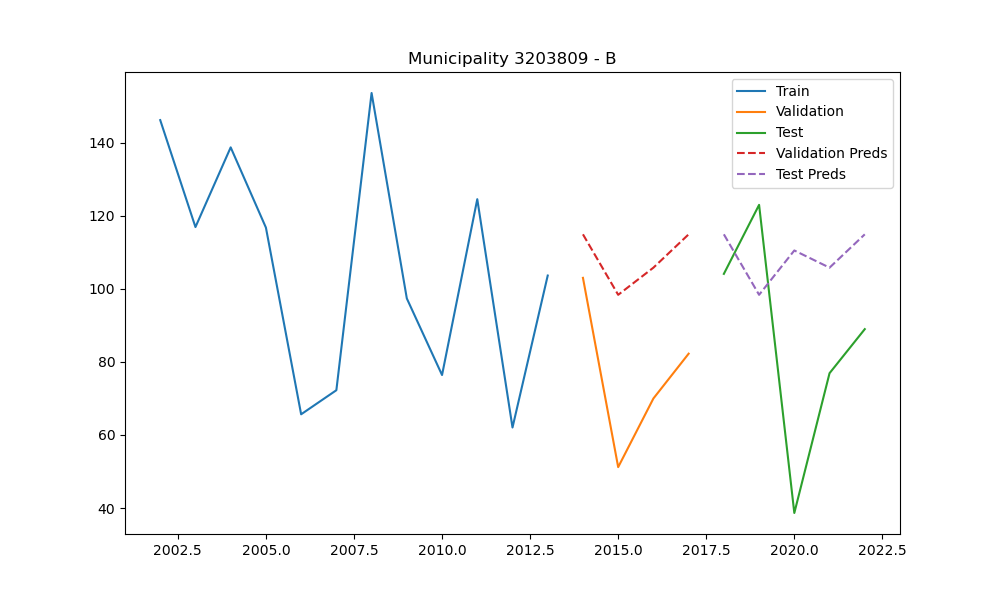 Municipality 3203809 - B
Train
Validation
Test
Validation Preds
Test Preds
140
120
100
80
60
40
2002.5 2005.0 2007.5 2010.0 2012.5 2015.0 2017.5 2020.0 2022.5